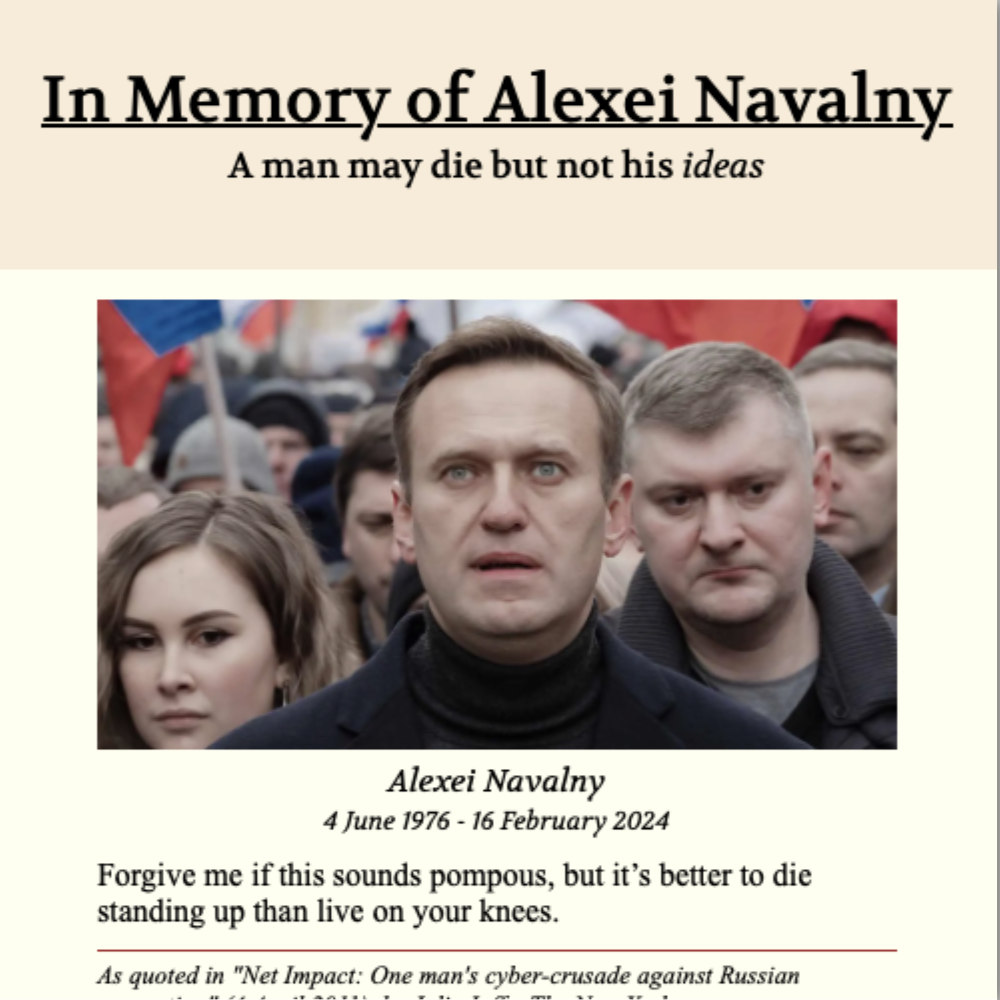 In Memory of Alexei Navalny
A man may die but not his ideas
Alexei Navalny
4 June 1976 - 16 February 2024
Forgive me if this sounds pompous, but it’s better to die
standing up than live on your knees.
As quoted in "Net Impact: One man's cyber-crusade against Russian